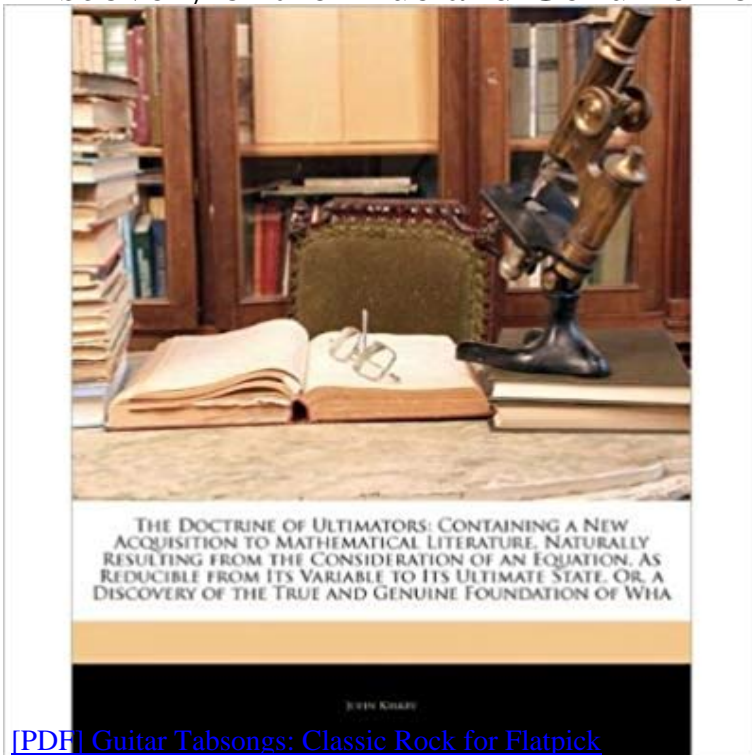 THE DOCTRINE OF ULTIMATORS: CONTAINING A NEW
ACQUISITION TO MATHEMATICAL LITERATURE, NATURALLY
RESULTING FROM THE CONSIDERATION OF AN EQUATION, AS
REDUCIBLE FROM ITS VARIABLE TO ITS ULTIMATE STATE, OR, A
DISCOVERY OF THE TRUE AND GENUINE FOUNDATION OF WHA
JOHN KIRKBY
[PDF] Guitar Tabsongs: Classic Rock for Flatpick